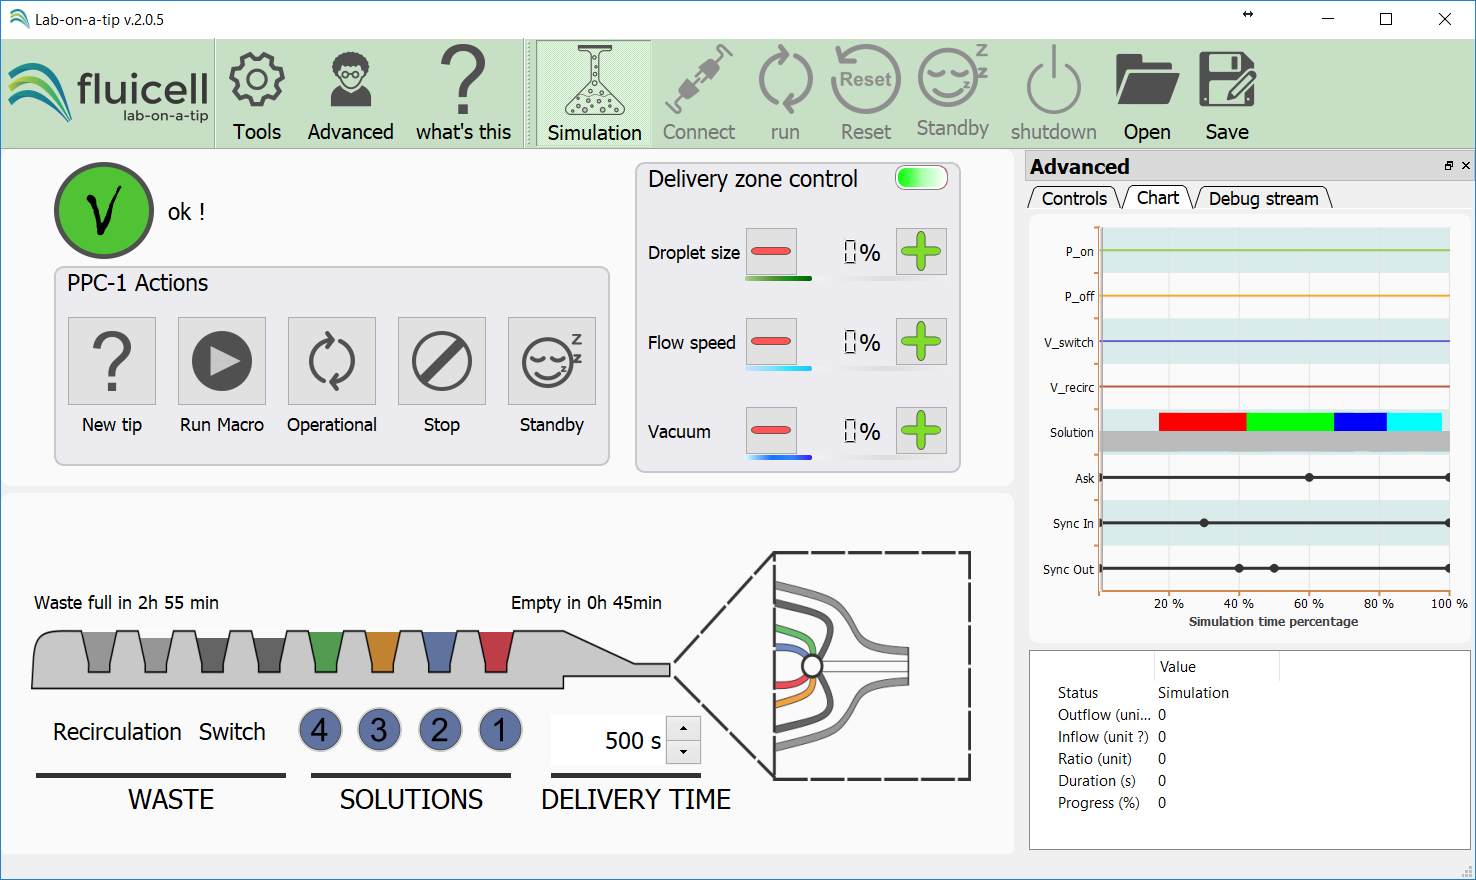 Lab-on-a-tip v.2.0.5
fluicell
lab-on-a-tip
Tools
Advanced
what's this
Simulation
Connect
run
Reset
Reset
Standby
shutdown
Open
Save
V
ok !
PPC-1 Actions
New tip
Run Macro
Operational
Stop
Standby
Delivery zone control
Droplet size
0%
Flow speed
0%
Vacuum
0%
Waste full in 2h 55 min
Empty in 0h 45min
Recirculation
Switch
4
3
2
1
500 s
WASTE
SOLUTIONS
DELIVERY TIME
Advanced
Controls
Chart
Debug stream
P_on
P_off
V_switch
V_recirc
Solution
Ask
Sync In
Sync Out
20 %
40 %
60 %
80 %
100 %
Simulation time percentage
Value
Status Simulation
Outflow (uni... 0
Inflow (unit ?) 0
Ratio (unit) 0
Duration (s) 0
Progress (%) 0